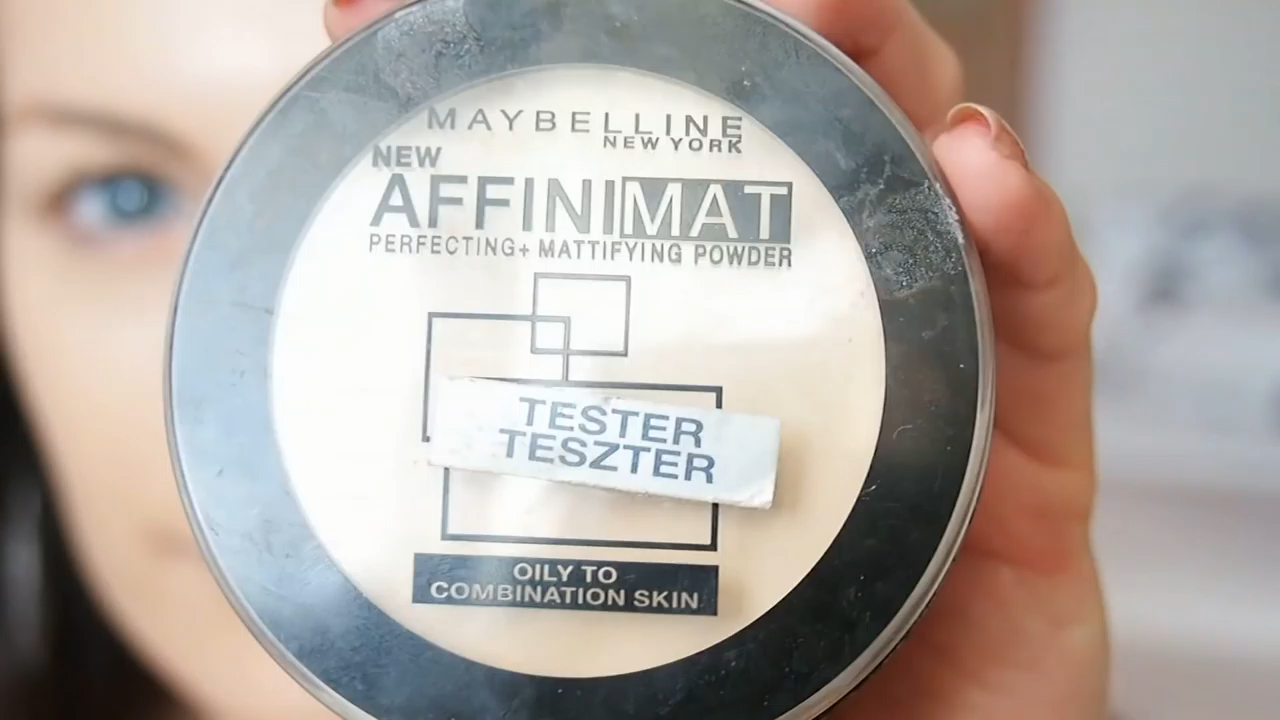 MAYBELLINE
NEW YORK
NEW
AFFINIMAT
PERFECTING+ MATTIFYING POWDER
TESTER
TESZTER
OILY TO
COMBINATION SKIN